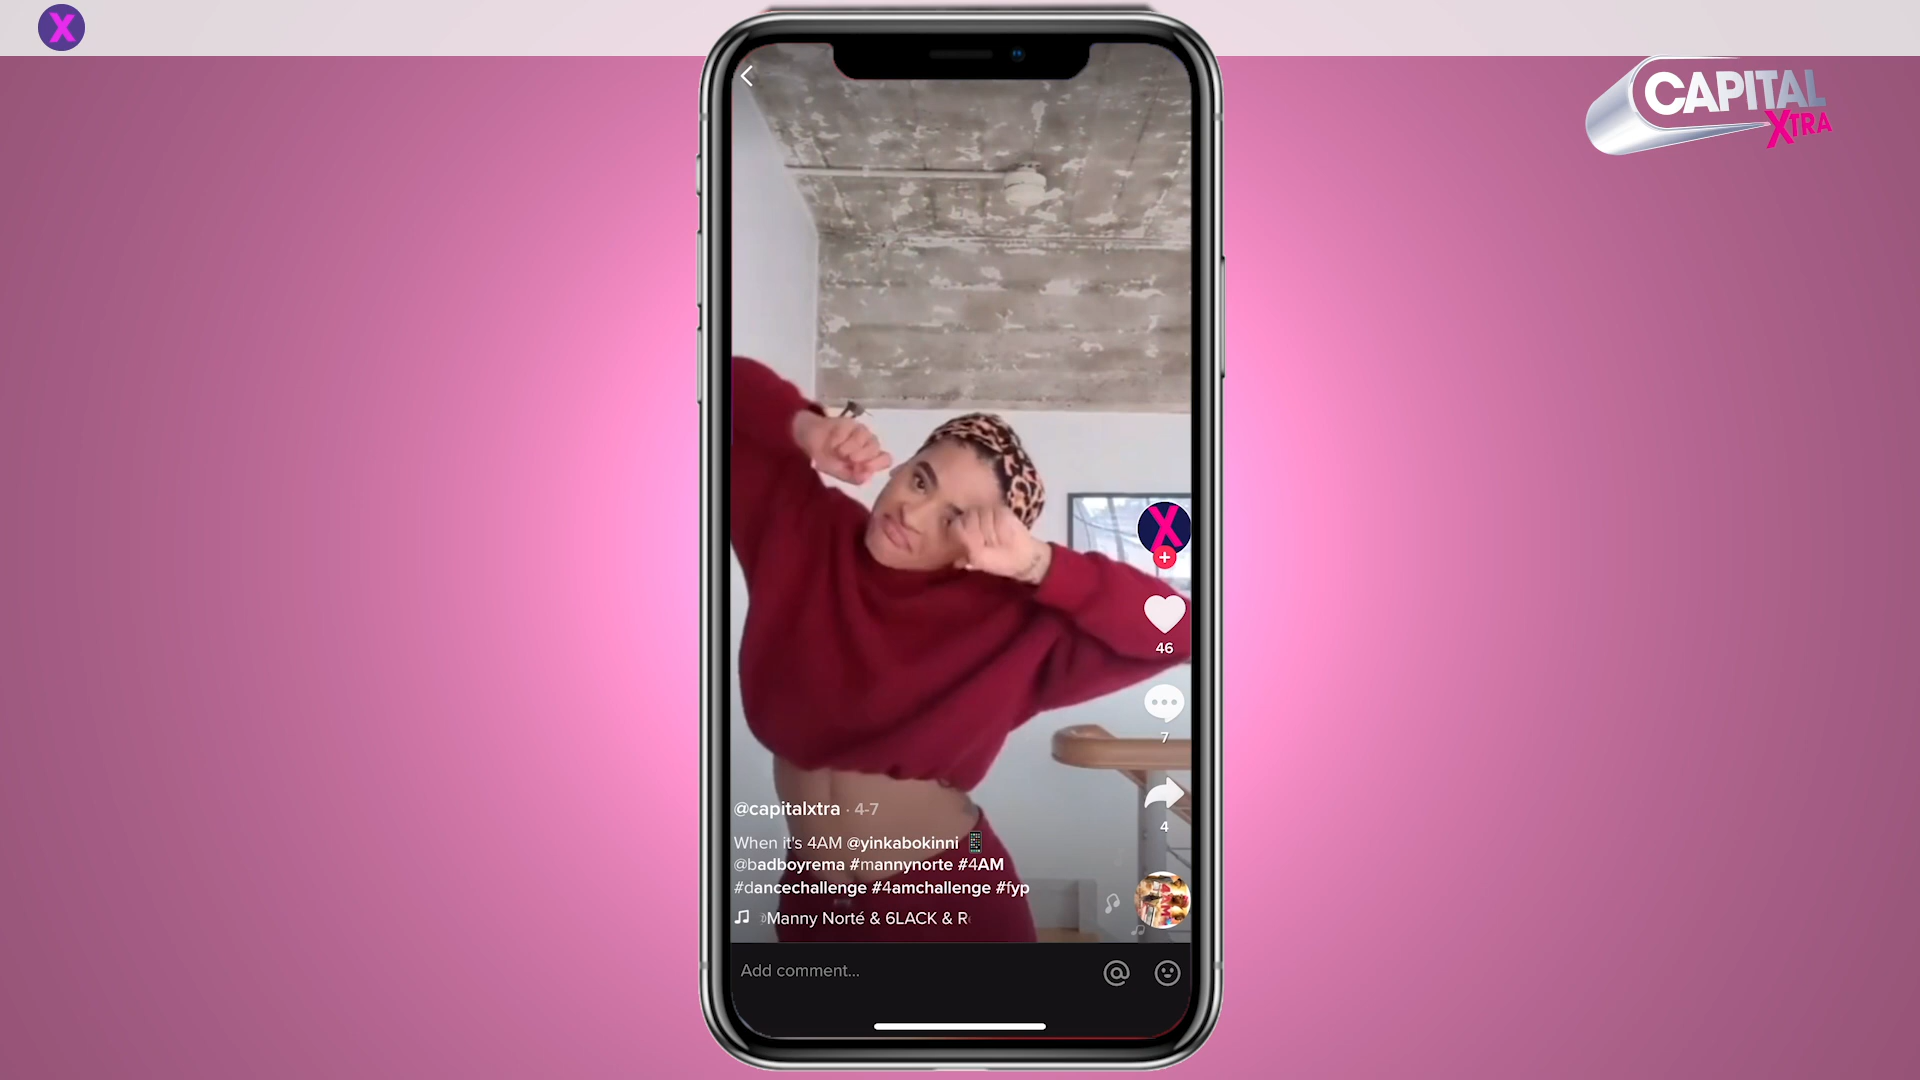 X
CAPITAL
XTRA
X
46
7
4
@capitalxtra · 4-7
When it's 4AM @yinkabokinni 📱
@badboyrema #mannynorte #4AM
#dancechallenge #4amchallenge #fyp
Manny Norté & 6LACK & R
Add comment...